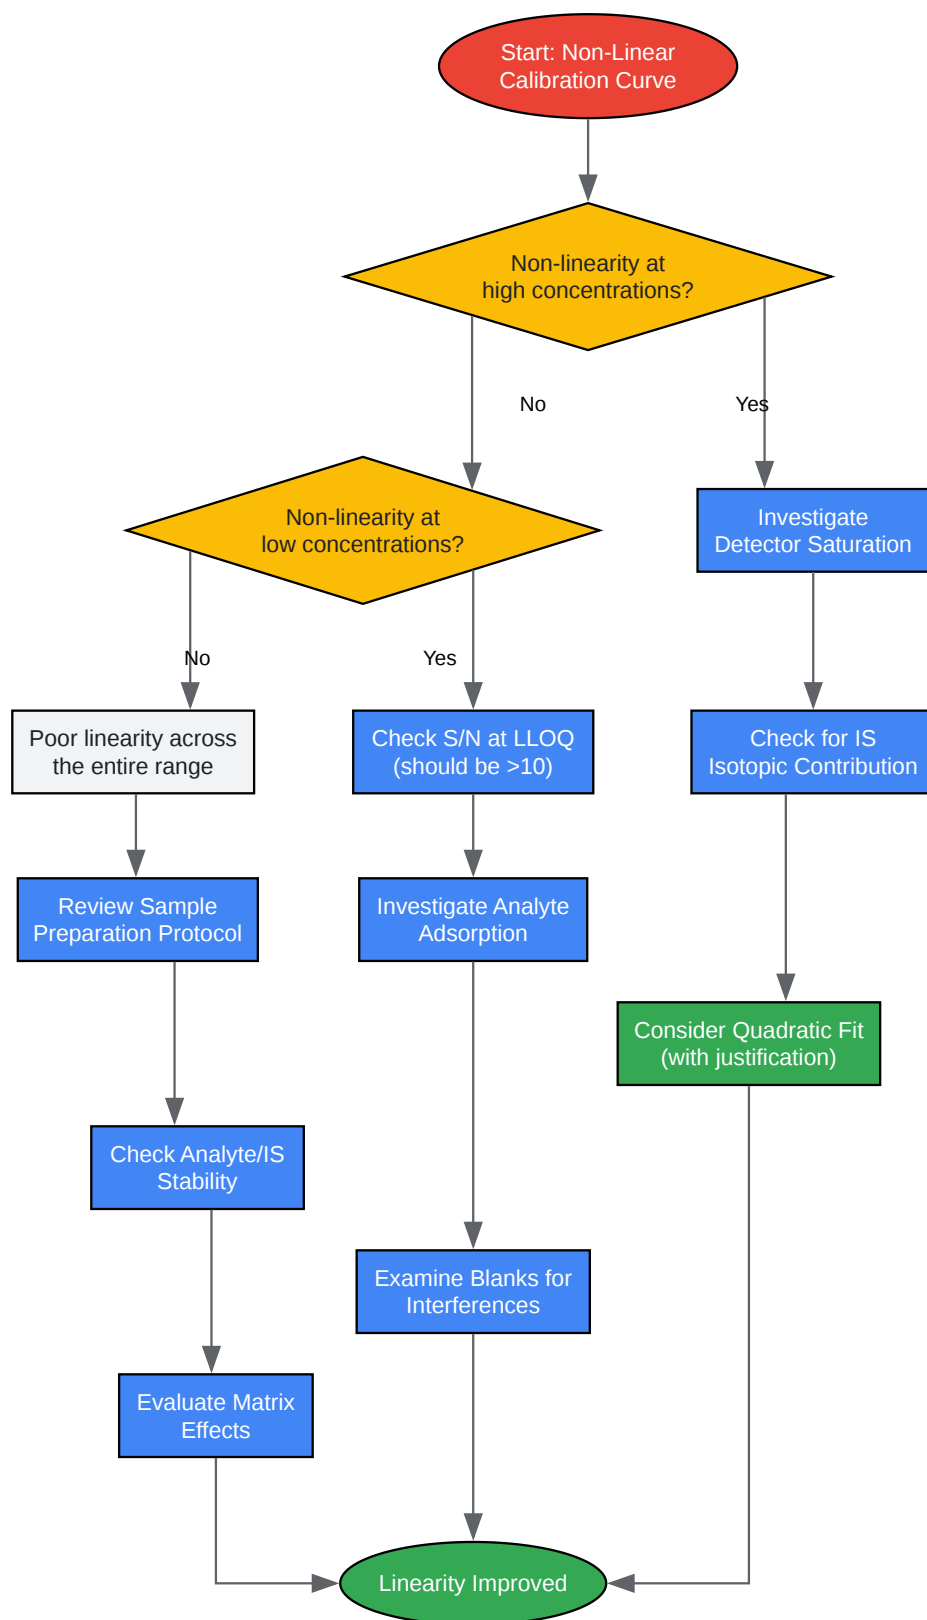 Start: Non-Linear
Calibration Curve
Non-linearity at
high concentrations?
No
Yes
Non-linearity at
low concentrations?
Investigate
Detector Saturation
No
Yes
Poor linearity across
the entire range
Check S/N at LLOQ
(should be >10)
Check for IS
Isotopic Contribution
Review Sample
Preparation Protocol
Investigate Analyte
Adsorption
Consider Quadratic Fit
(with justification)
Check Analyte/IS
Stability
Examine Blanks for
Interferences
Evaluate Matrix
Effects
Linearity Improved